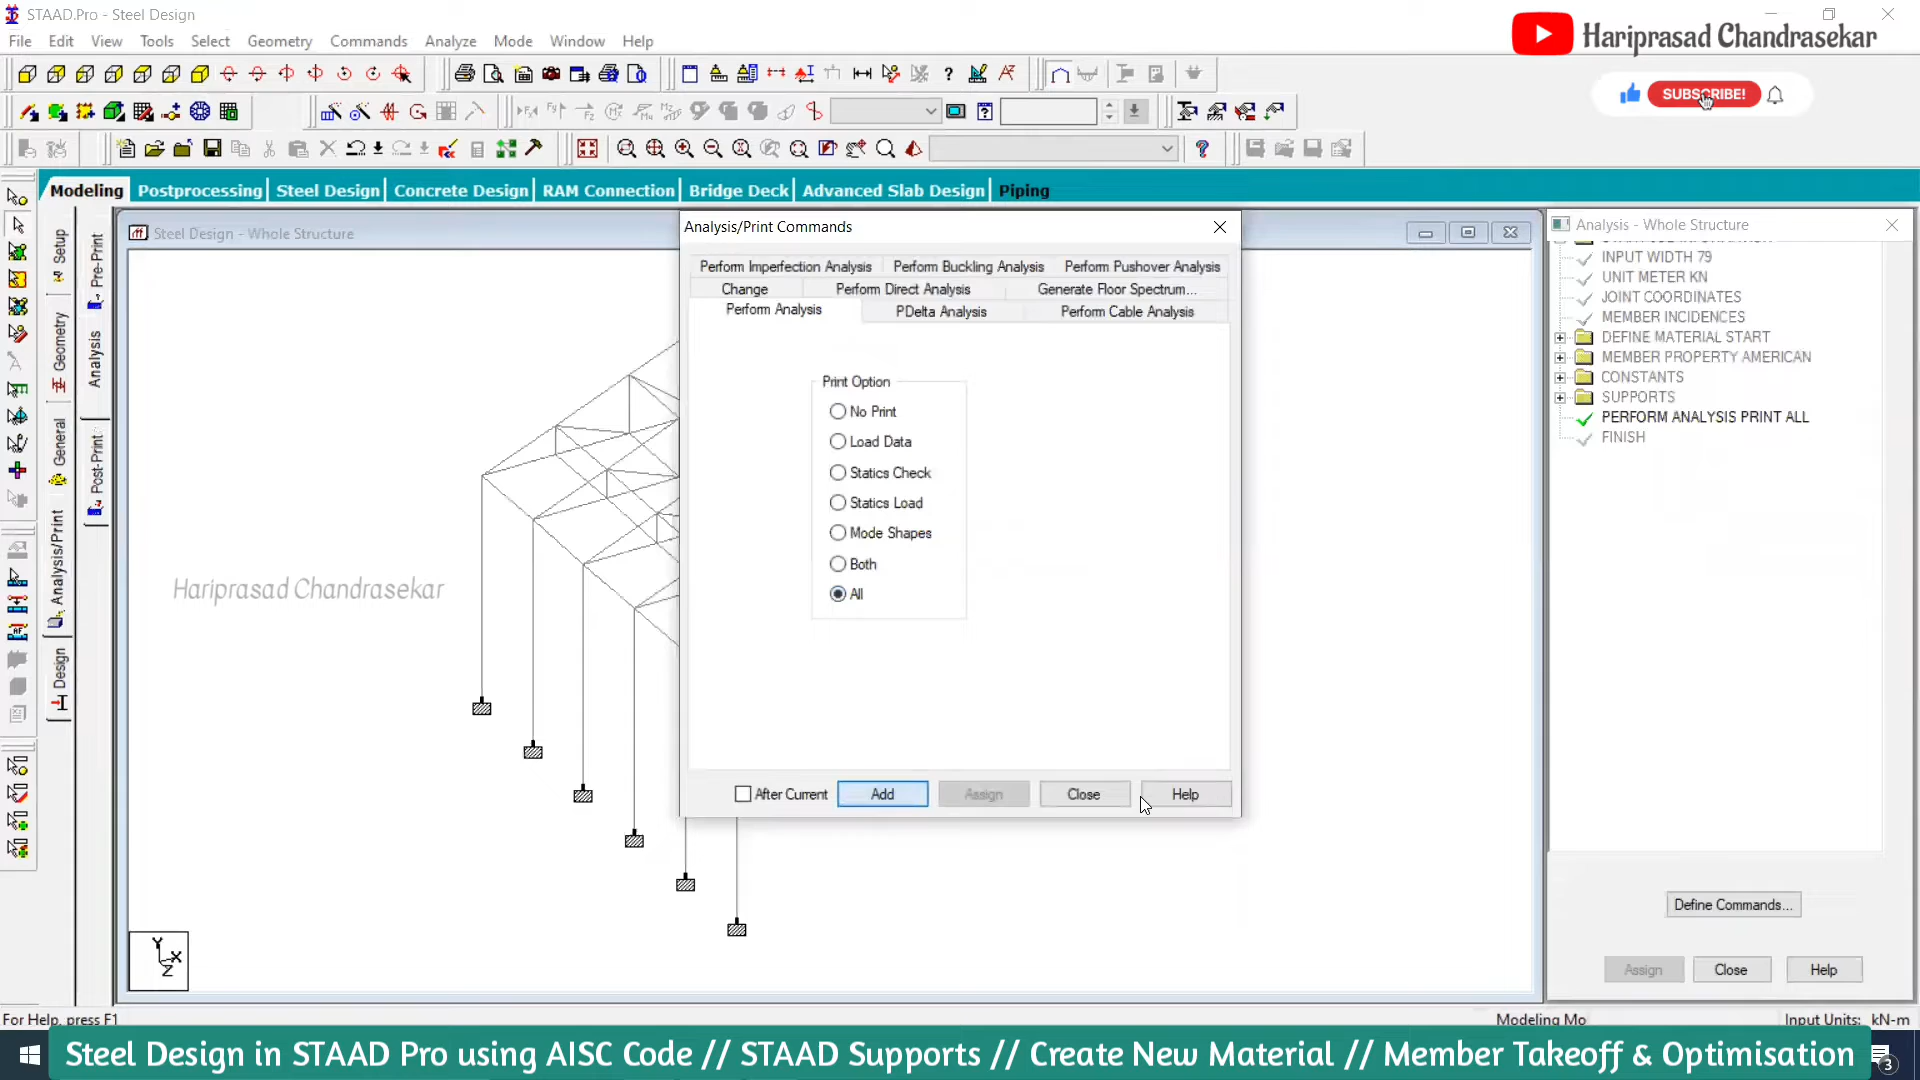 STAAD.Pro - Steel Design
File Edit View Tools Select Geometry Commands Analyze Mode Window Help
Hariprasad Chandrasekar
SUBSCRIBE!
Modeling Postprocessing Steel Design Concrete Design RAM Connection Bridge Deck Advanced Slab Design Piping
Setup
Geometry
General
Analysis/Print
Design
Pre-Print
Analysis
Post-Print
Steel Design - Whole Structure
Hariprasad Chandrasekar
Y
X
Z
Analysis/Print Commands
Perform Imperfection Analysis Perform Buckling Analysis Perform Pushover Analysis
Change Perform Direct Analysis Generate Floor Spectrum...
Perform Analysis PDelta Analysis Perform Cable Analysis
Print Option
No Print
Load Data
Statics Check
Statics Load
Mode Shapes
Both
All
After Current Add Assign Close Help
Analysis - Whole Structure
INPUT WIDTH 79
UNIT METER KN
JOINT COORDINATES
MEMBER INCIDENCES
DEFINE MATERIAL START
MEMBER PROPERTY AMERICAN
CONSTANTS
SUPPORTS
PERFORM ANALYSIS PRINT ALL
FINISH
Define Commands...
Assign Close Help
For Help, press F1
Modeling Mo
Input Units: kN-m
Steel Design in STAAD Pro using AISC Code // STAAD Supports // Create New Material // Member Takeoff & Optimisation
3